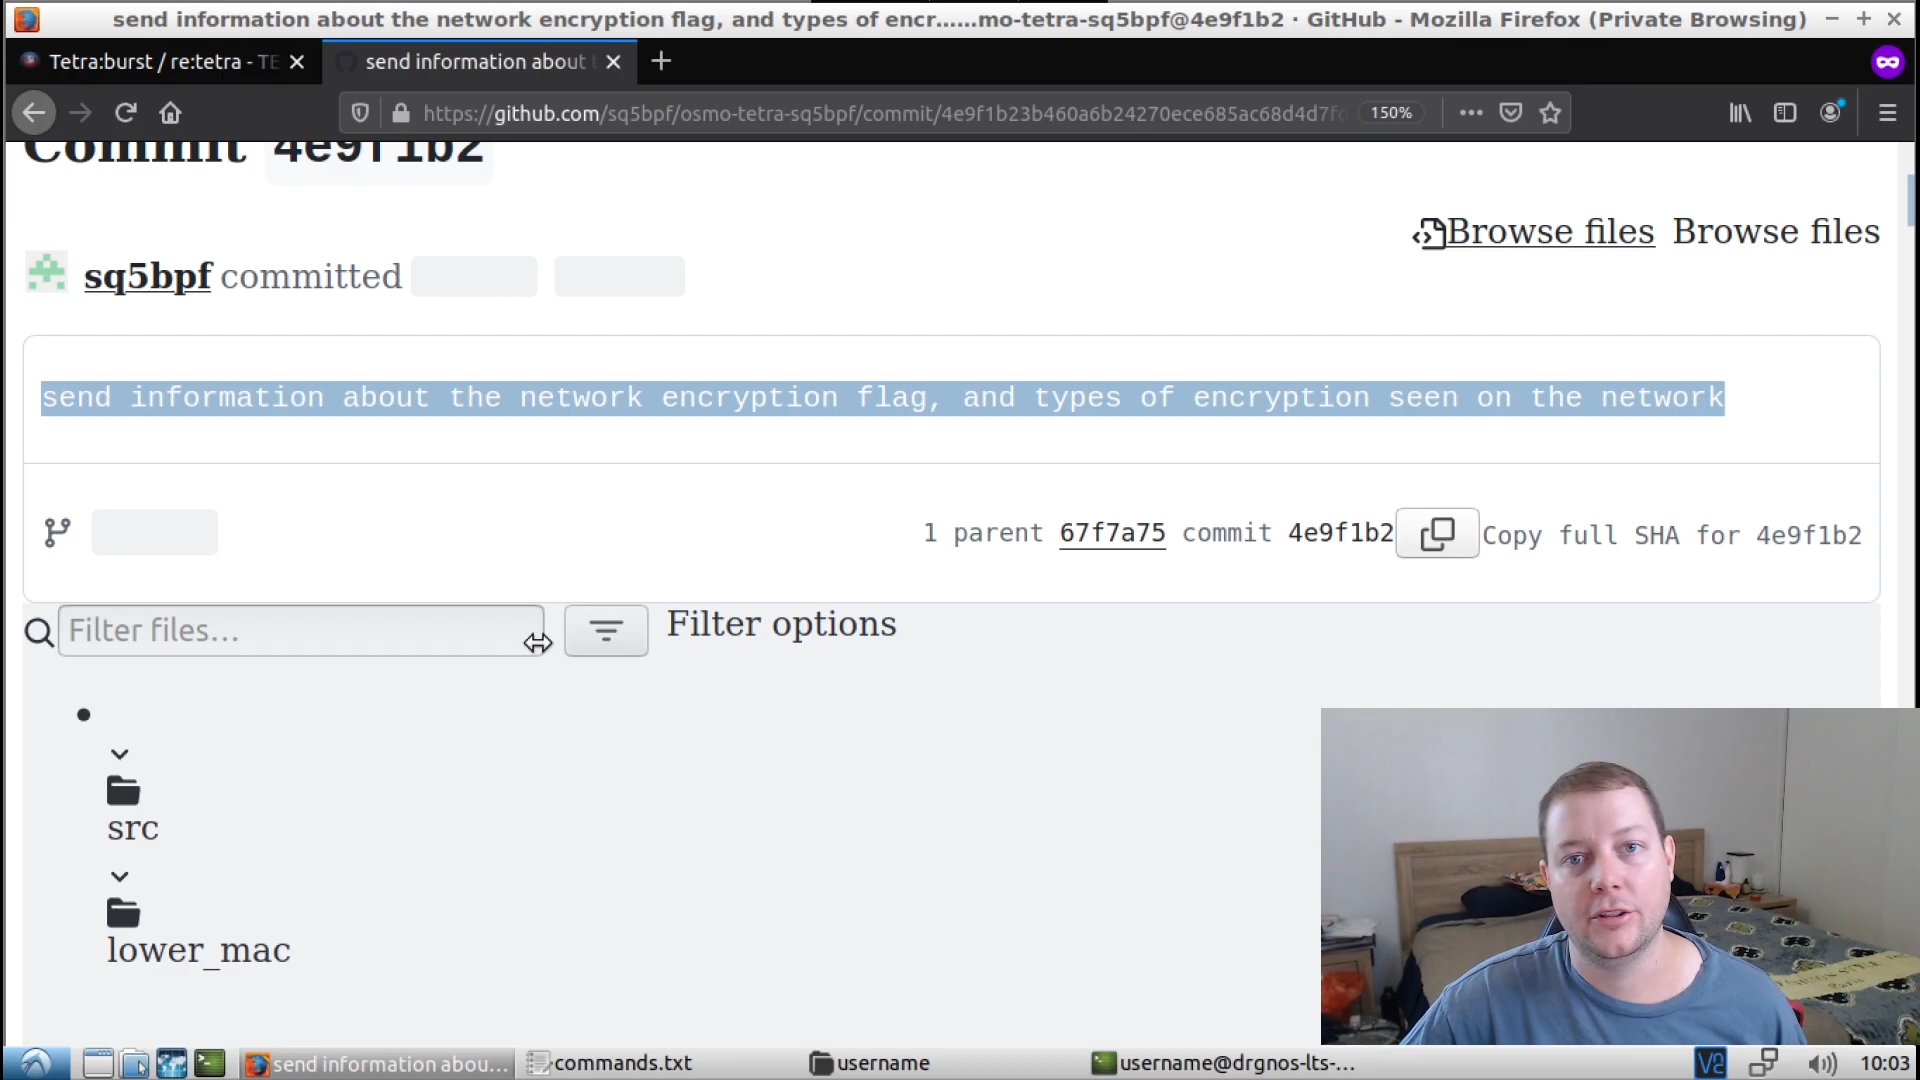 send information about the network encryption flag, and types of encr……mo-tetra-sq5bpf@4e9f1b2 · GitHub - Mozilla Firefox (Private Browsing)
Tetra:burst / re:tetra - TE
send information about t
https://github.com/sq5bpf/osmo-tetra-sq5bpf/commit/4e9f1b23b460a6b24270ece685ac68d4d7fc
150%
Commit 4e9f1b2
Browse files Browse files
sq5bpf committed
send information about the network encryption flag, and types of encryption seen on the network
1 parent 67f7a75 commit 4e9f1b2 Copy full SHA for 4e9f1b2
Filter files…
Filter options
src
lower_mac
send information abou...
commands.txt
username
username@drgnos-lts-...
10:03